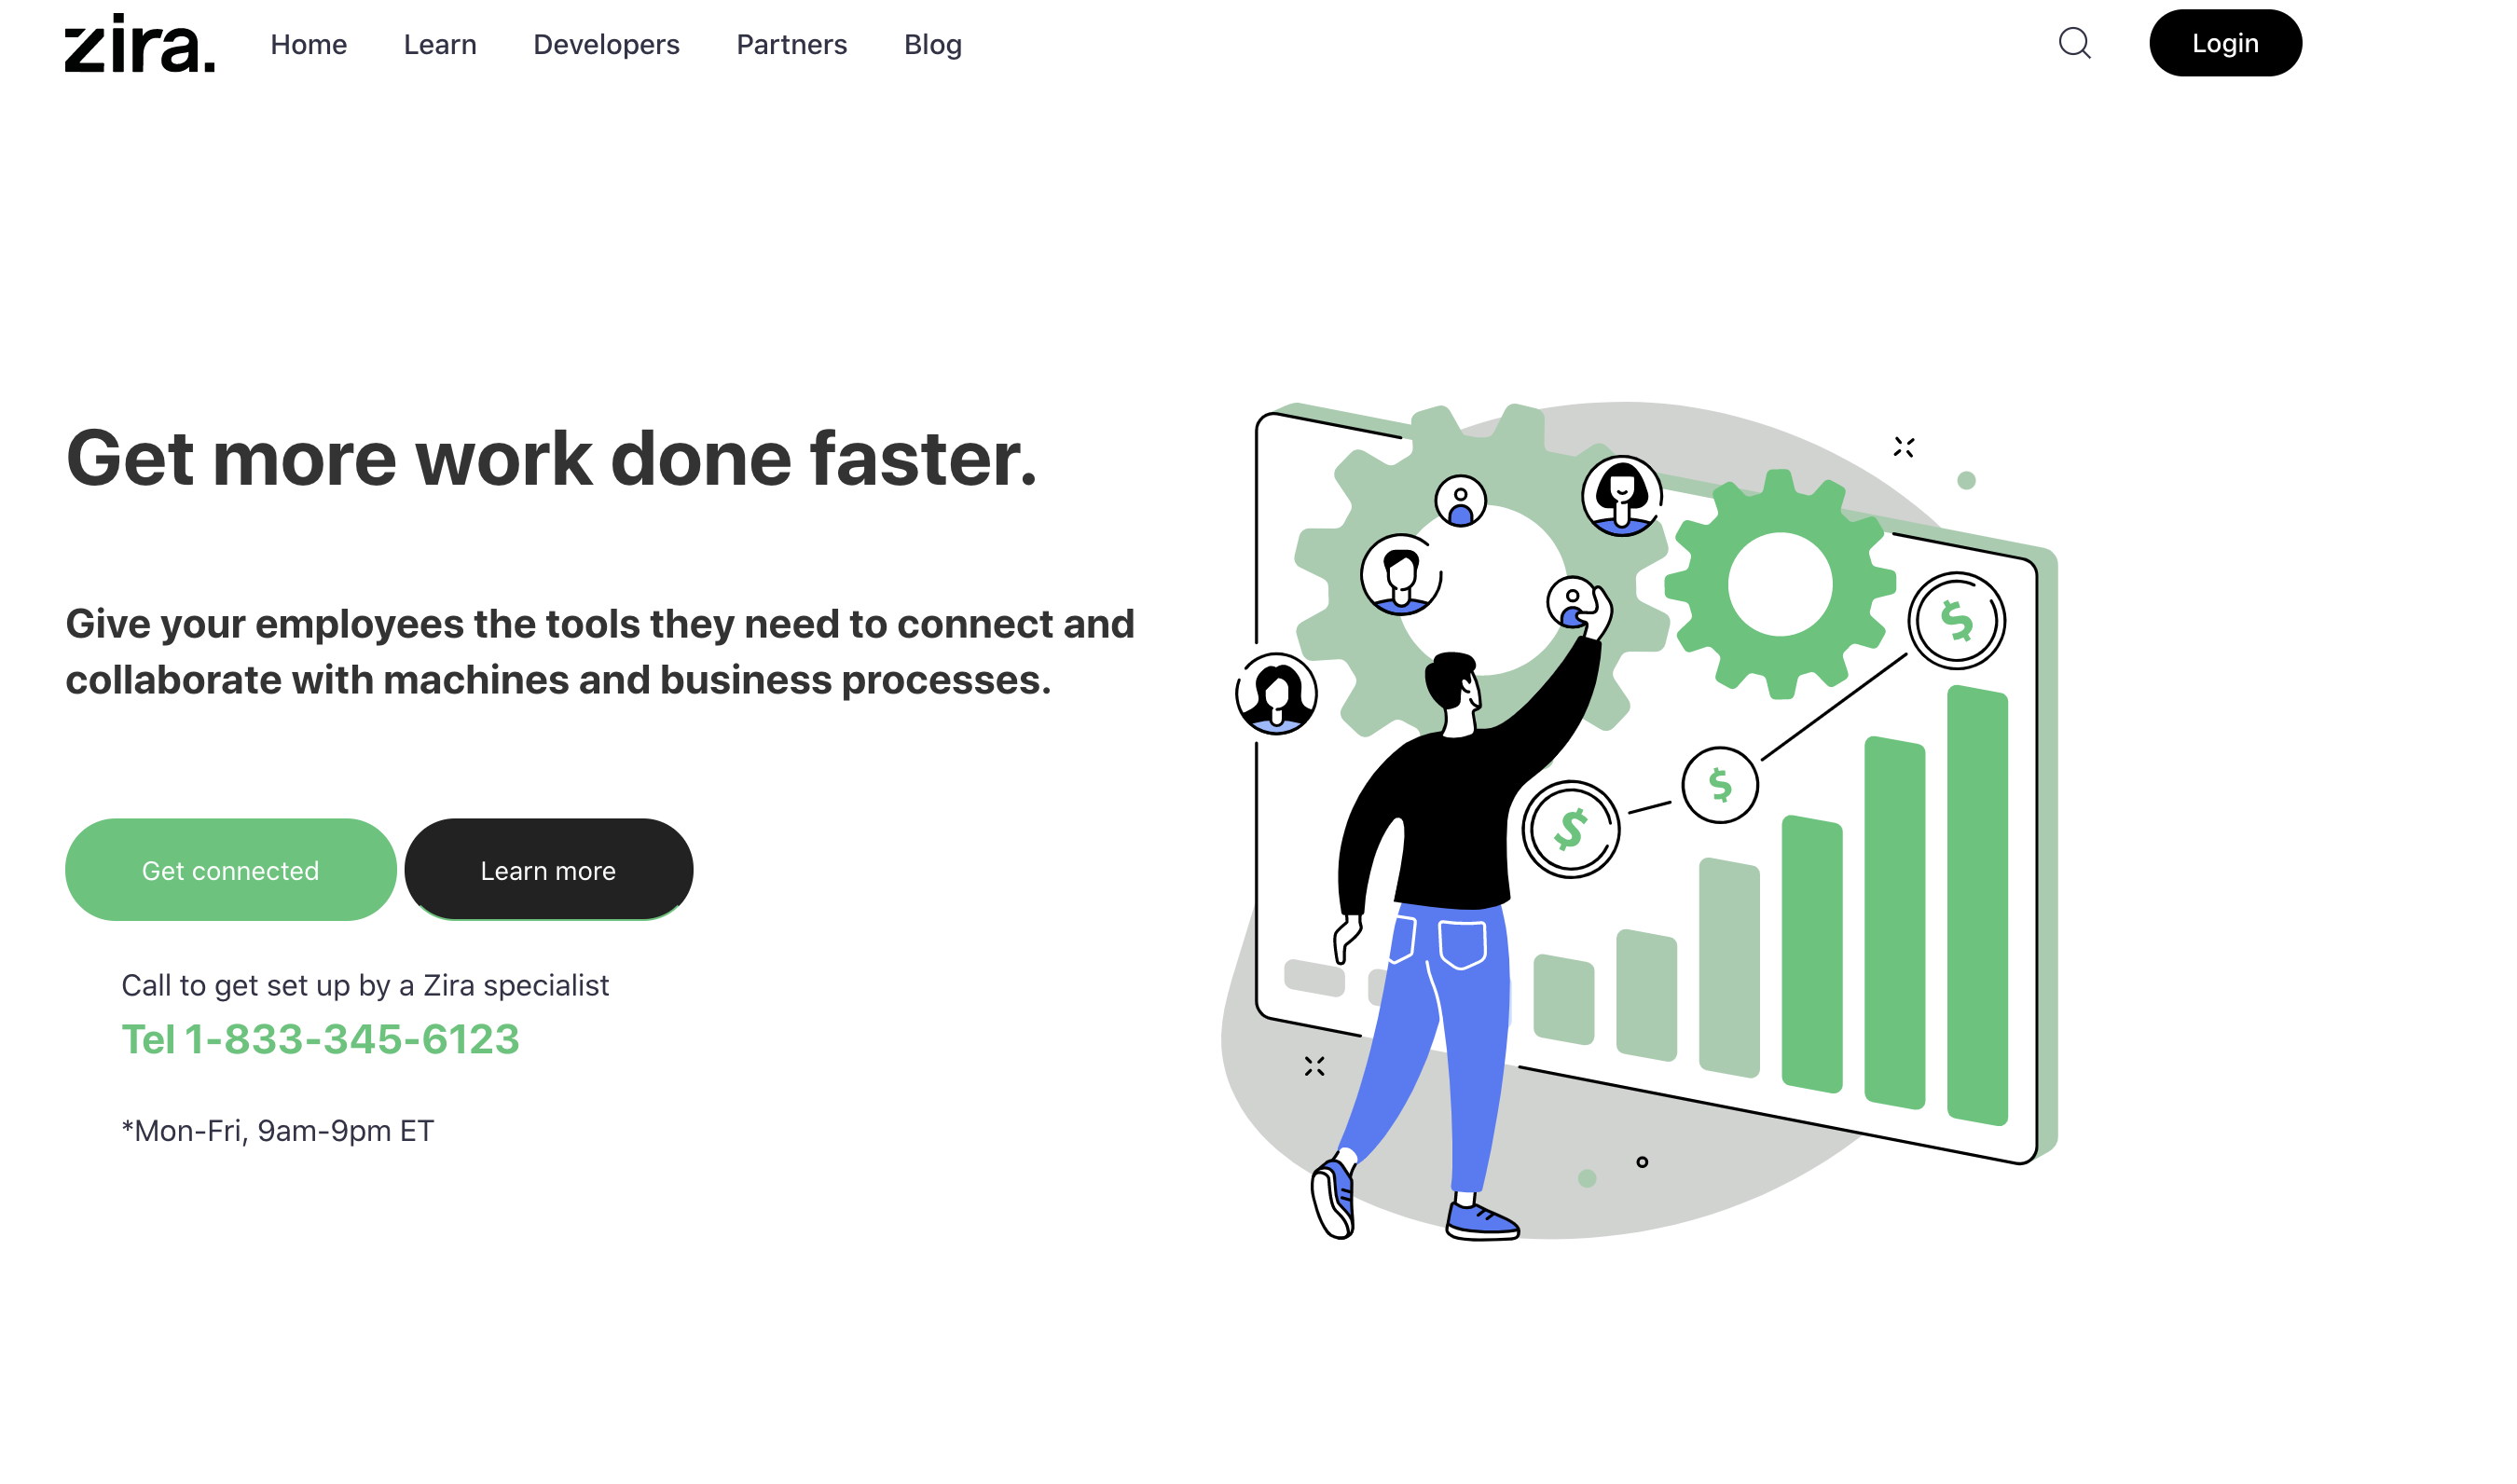 zira.
Home Learn Developers Partners Blog
Login
Get more work done faster.
Give your employees the tools they need to connect and
collaborate with machines and business processes.
Get connected
Learn more
Call to get set up by a Zira specialist
Tel 1-833-345-6123
*Mon-Fri, 9am-9pm ET
$
$
$